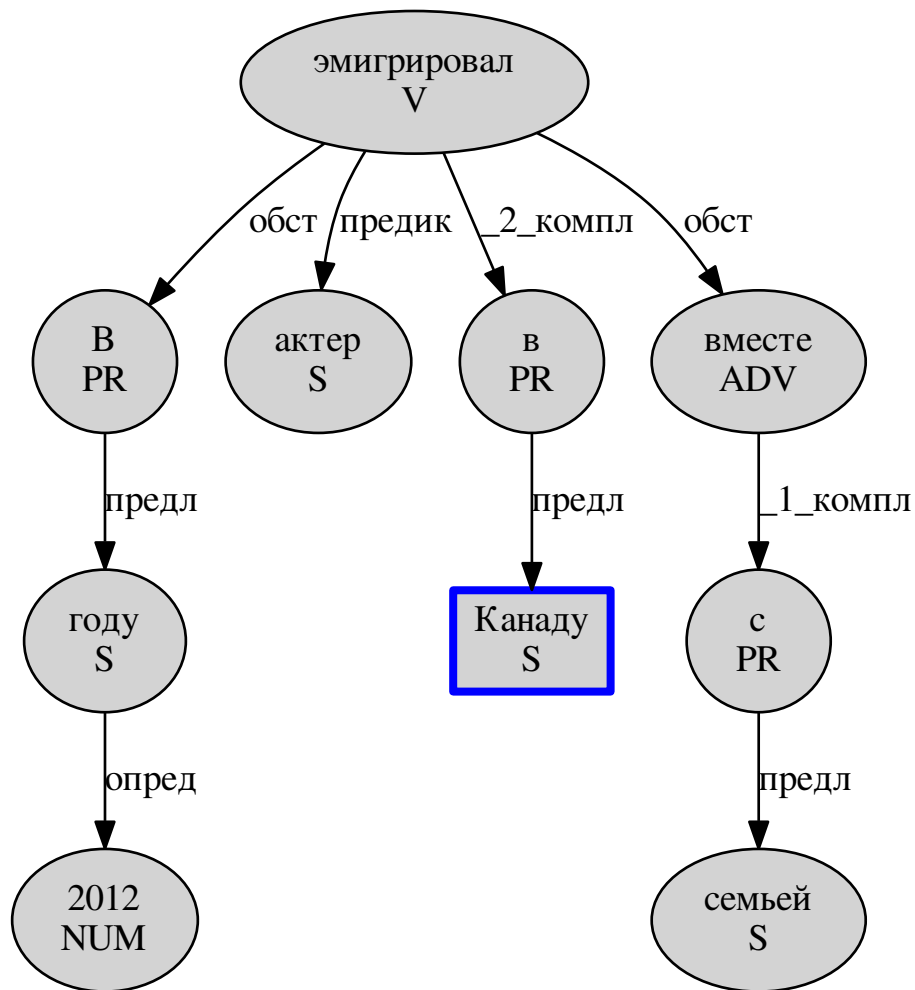 эмигрировал
V
обст
предик
_2_компл
обст
В
PR
актер
S
в
PR
вместе
ADV
предл
предл
_1_компл
году
S
Канаду
S
с
PR
опред
предл
2012
NUM
семьей
S